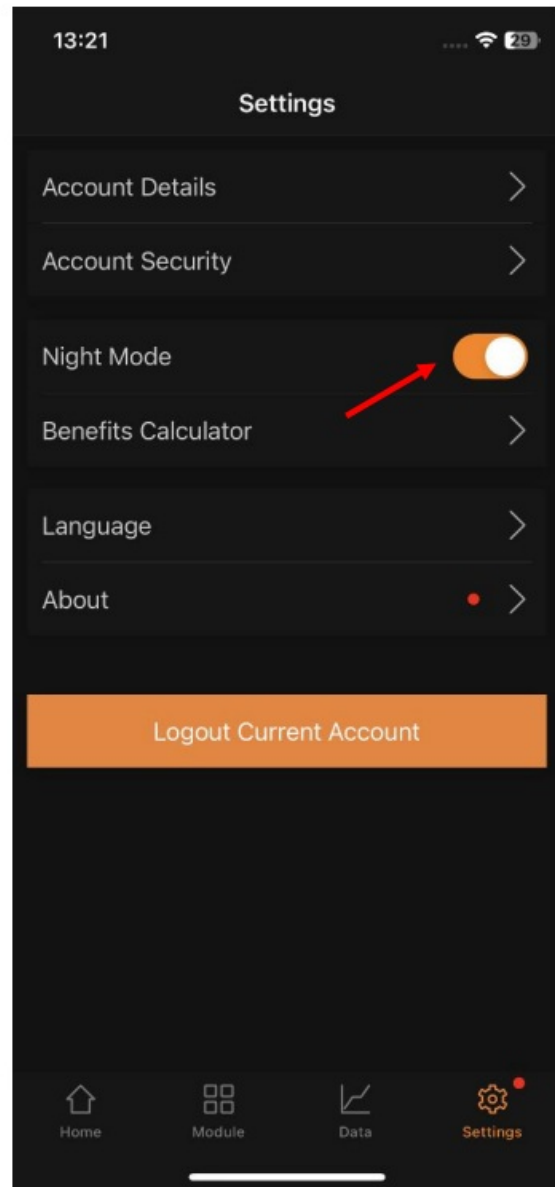 13:21
29
Settings
Account Details
Account Security
Night Mode
Benefits Calculator
Language
About
Logout Current Account
Home Module Data Settings